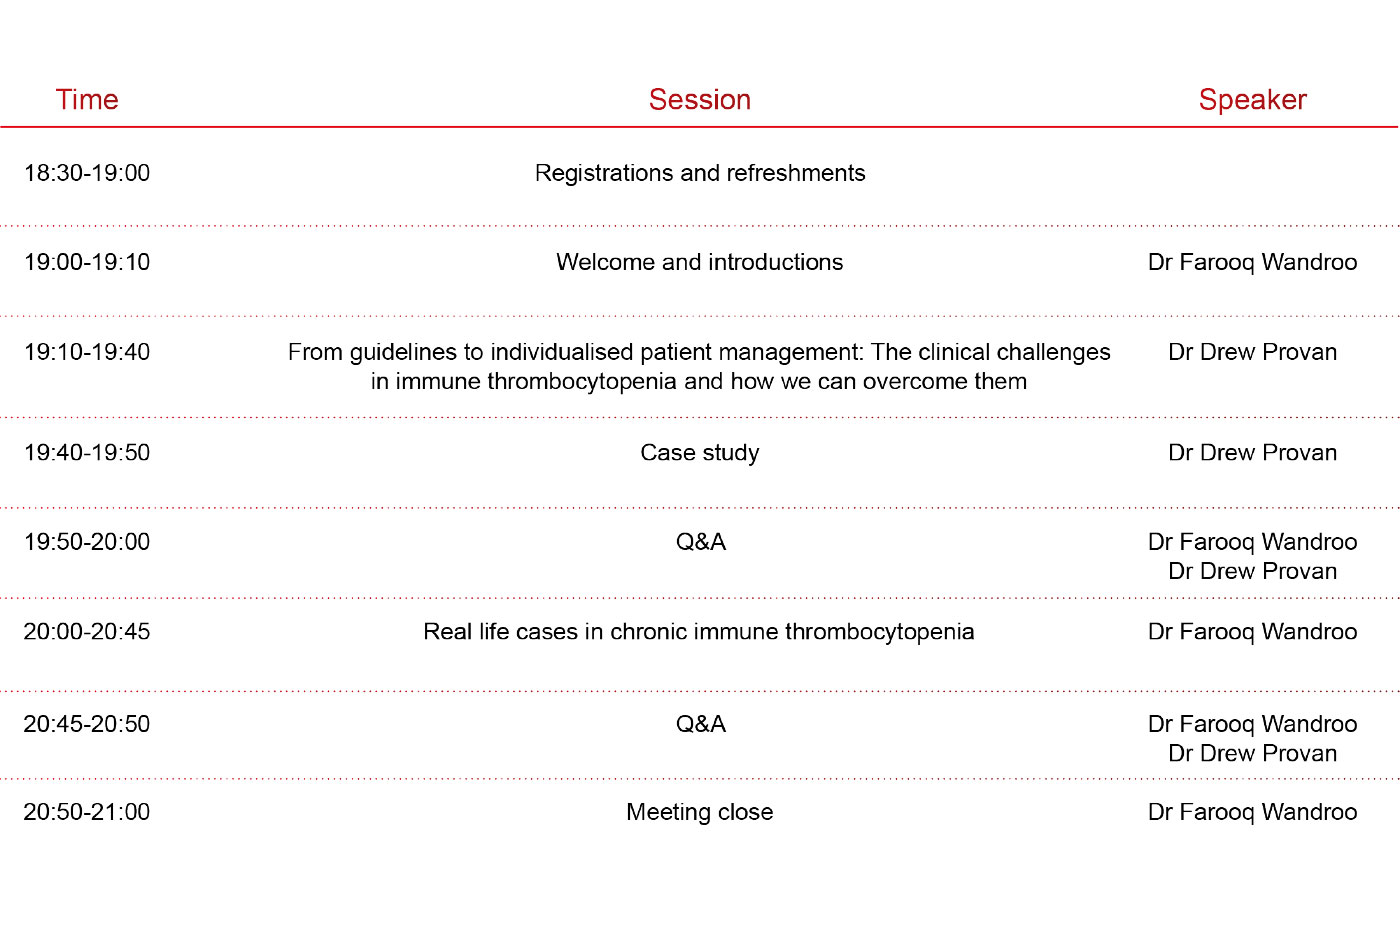 Time Session Speaker
18:30-19:00 Registrations and refreshments
19:00-19:10 Welcome and introductions Dr Farooq Wandroo
19:10-19:40 From guidelines to individualised patient management: The clinical challenges Dr Drew Provan
in immune thrombocytopenia and how we can overcome them
19:40-19:50 Case study Dr Drew Provan
19:50-20:00 Q&A Dr Farooq Wandroo
Dr Drew Provan
20:00-20:45 Real life cases in chronic immune thrombocytopenia Dr Farooq Wandroo
20:45-20:50 Q&A Dr Farooq Wandroo
Dr Drew Provan
20:50-21:00 Meeting close Dr Farooq Wandroo